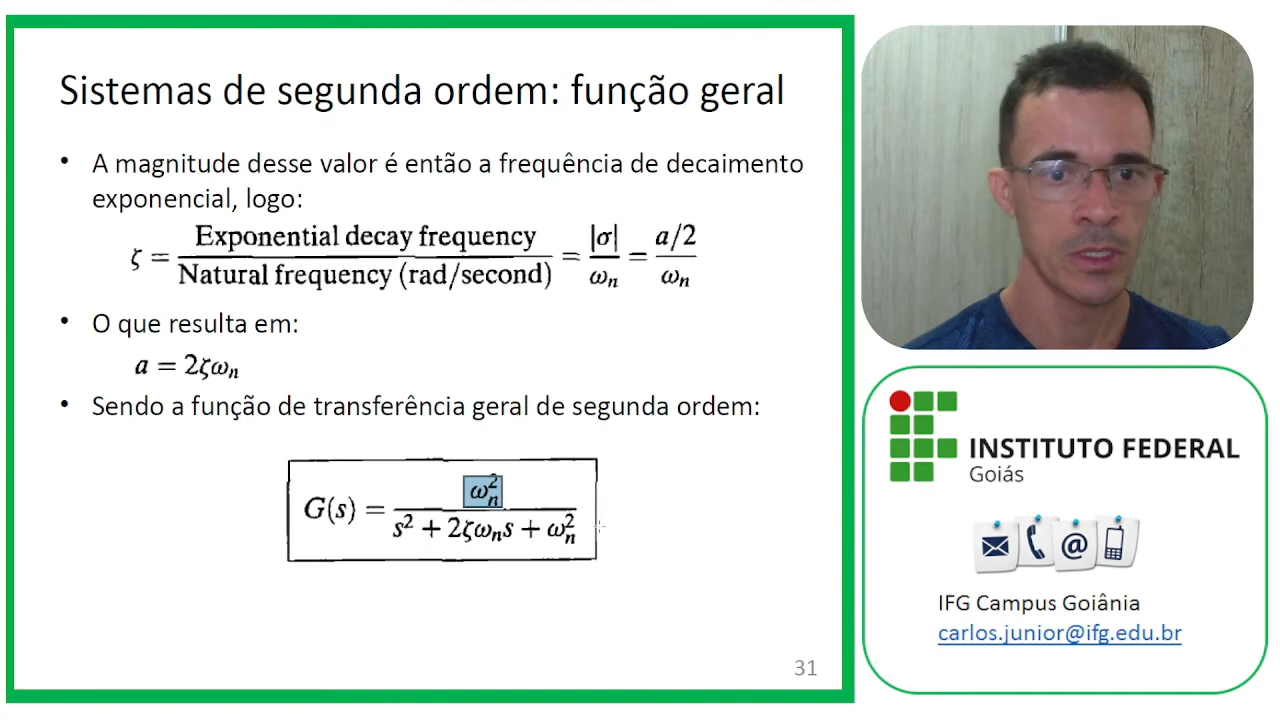 Sistemas de segunda ordem: função geral
• A magnitude desse valor é então a frequência de decaimento
exponencial, logo:
ζ = Exponential decay frequency / Natural frequency (rad/second) = |σ| / ωₙ = a/2 / ωₙ
• O que resulta em:
a = 2ζωₙ
• Sendo a função de transferência geral de segunda ordem:
G(s) = ωₙ² / s² + 2ζωₙs + ωₙ²
31
INSTITUTO FEDERAL
Goiás
@
IFG Campus Goiânia
carlos.junior@ifg.edu.br